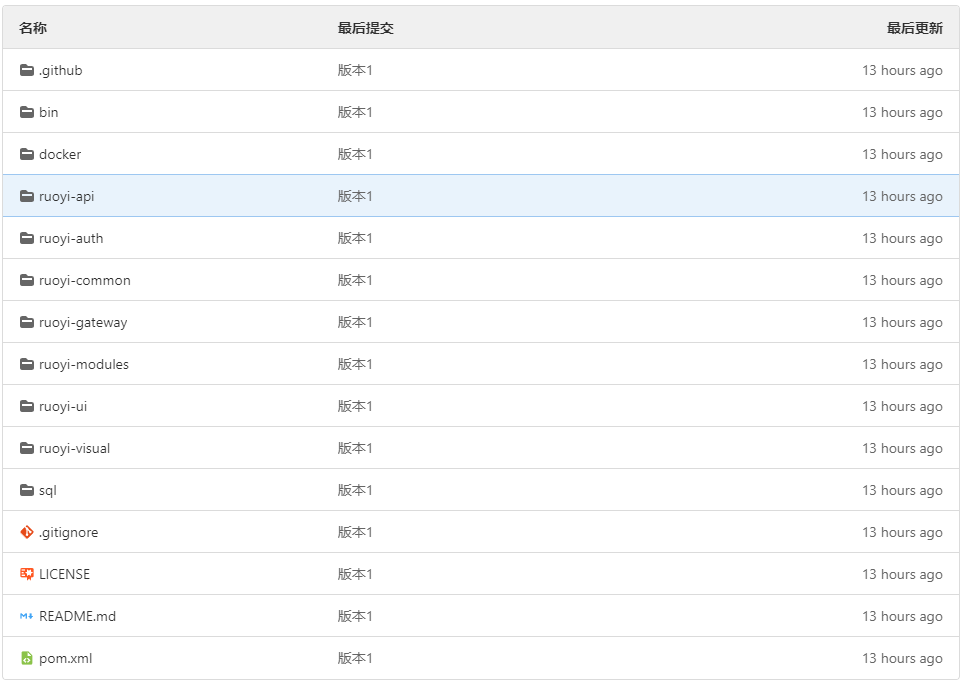 名称 最后提交 最后更新
.github 版本1 13 hours ago
bin 版本1 13 hours ago
docker 版本1 13 hours ago
ruoyi-api 版本1 13 hours ago
ruoyi-auth 版本1 13 hours ago
ruoyi-common 版本1 13 hours ago
ruoyi-gateway 版本1 13 hours ago
ruoyi-modules 版本1 13 hours ago
ruoyi-ui 版本1 13 hours ago
ruoyi-visual 版本1 13 hours ago
sql 版本1 13 hours ago
.gitignore 版本1 13 hours ago
LICENSE 版本1 13 hours ago
README.md 版本1 13 hours ago
pom.xml 版本1 13 hours ago